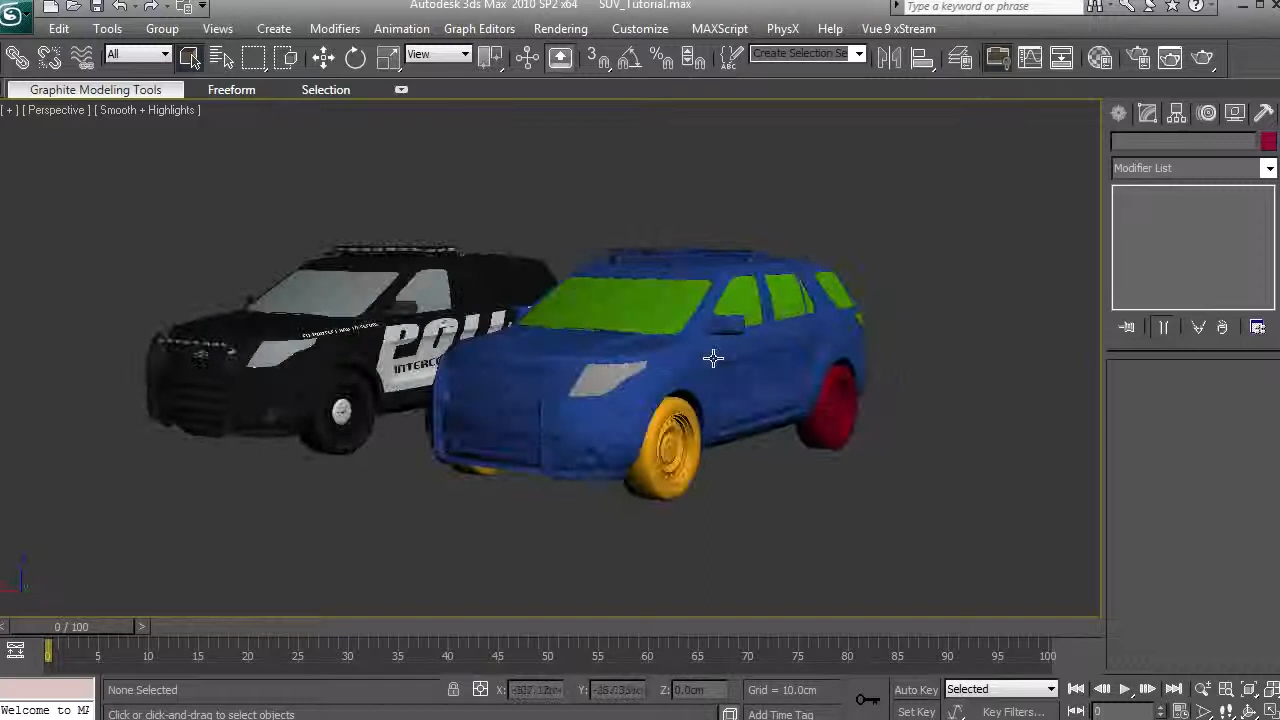 Autodesk 3ds Max 2010 SP2 x64 SUV_Tutorial.max
Type a keyword or phrase
Edit Tools Group Views Create Modifiers Animation Graph Editors Rendering Customize MAXScript PhysX Help Vue 9 xStream
All View Create Selection Se
Graphite Modeling Tools Freeform Selection
[ + ] [ Perspective ] [ Smooth + Highlights ]
Modifier List
POLI
INTERC
0 / 100
0 5 10 15 20 25 30 35 40 45 50 55 60 65 70 75 80 85 90 95 100
None Selected X: Y: Z: 0.0cm Grid = 10.0cm Auto Key Selected
Welcome to MA Click or click-and-drag to select objects Add Time Tag Set Key Key Filters... 0